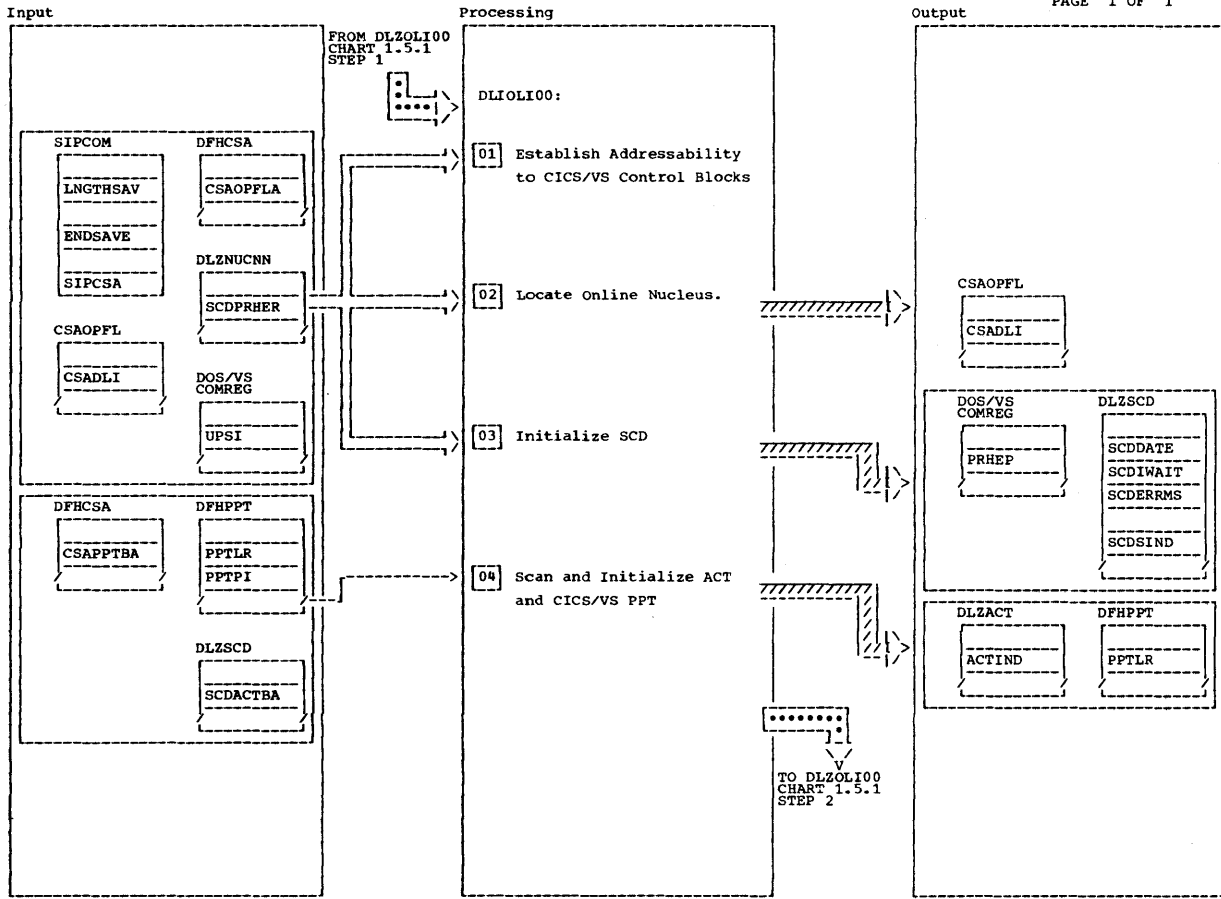 PAGE 1 OF 1
Input
Processing
Output
FROM DLZOLI00
CHART 1.5.1
STEP 1
DLIOLI00:
SIPCOM
LNGTHSAV
ENDSAVE
SIPCSA
DFHCSA
CSAOPFLA
DLZNUCNN
SCDPRHER
CSAOPFL
CSADLI
DOS/VS
COMREG
UPSI
DFHCSA
CSAPPTBA
DFHPPT
PPTLR
PPTPI
DLZSCD
SCDACTBA
01 Establish Addressability
to CICS/VS Control Blocks
02 Locate Online Nucleus.
03 Initialize SCD
04 Scan and Initialize ACT
and CICS/VS PPT
TO DLZOLI00
CHART 1.5.1
STEP 2
CSAOPFL
CSADLI
DOS/VS
COMREG
PRHEP
DLZSCD
SCDDATE
SCDIWAIT
SCDERRMS
SCDSIND
DLZACT
ACTIND
DFHPPT
PPTLR